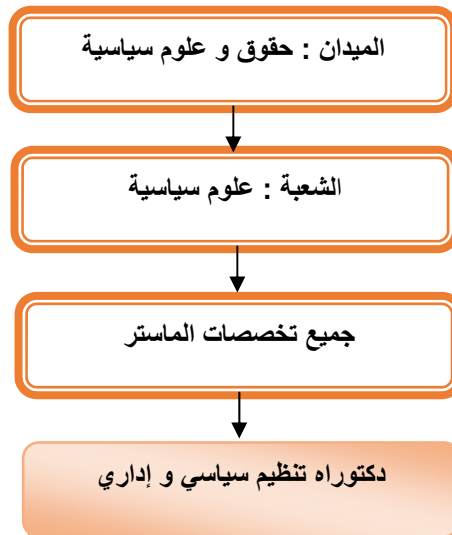 الميدان : حقوق و علوم سياسية
الشعبة : علوم سياسية
جميع تخصصات الماستر
دكتوراه تنظيم سياسي و إداري